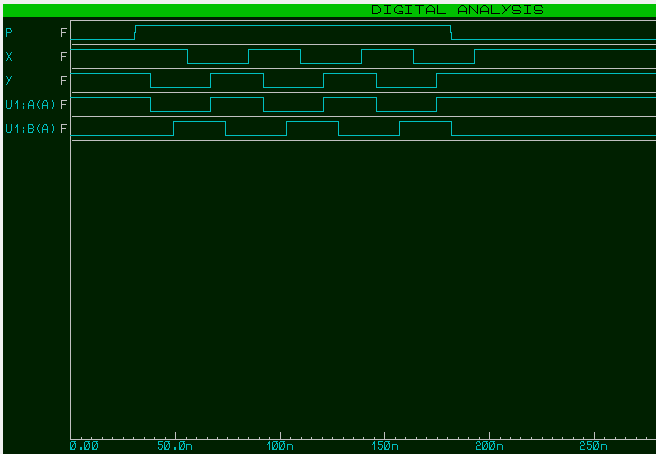 DIGITAL ANALYSIS
P F
X F
Y F
U1:A(A) F
U1:B(A) F
0.00 50.0n 100n 150n 200n 250n